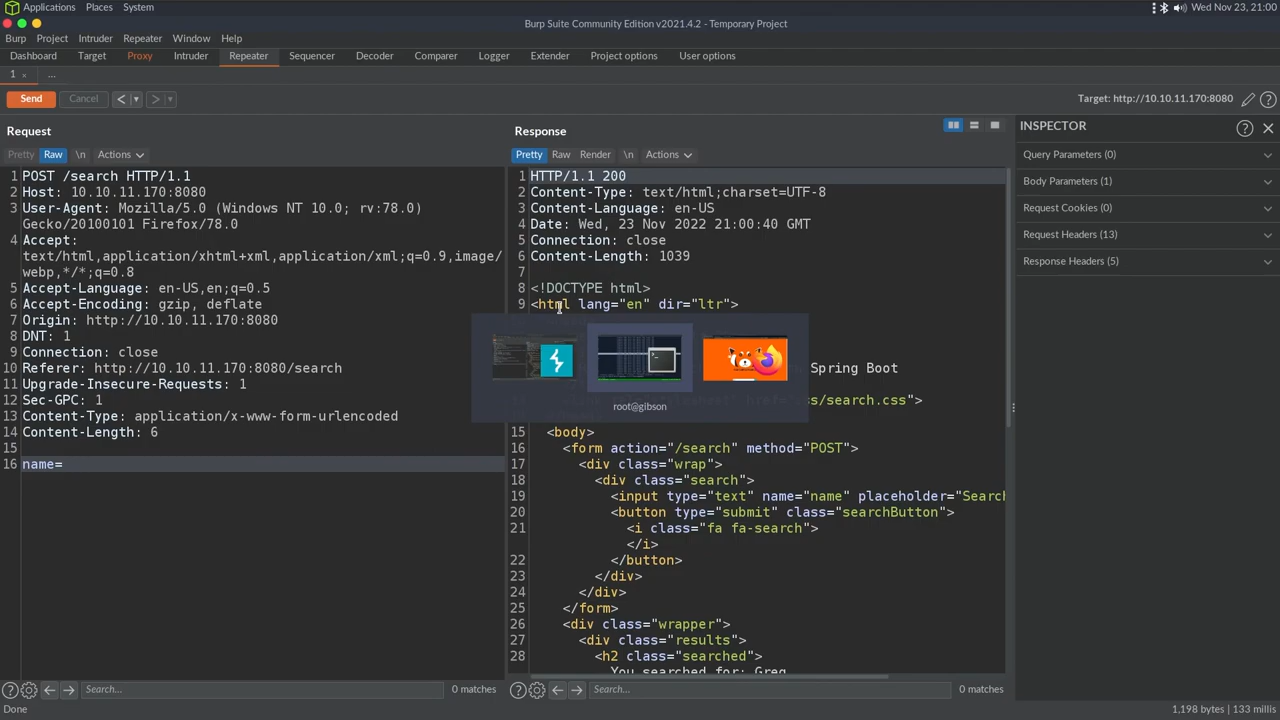 Applications Places System Wed Nov 23, 21:00
Burp Suite Community Edition v2021.4.2 - Temporary Project
Burp Project Intruder Repeater Window Help
Dashboard Target Proxy Intruder Repeater Sequencer Decoder Comparer Logger Extender Project options User options
1 × ...
Send Cancel < > Target: http://10.10.11.170:8080
Request
Pretty Raw \n Actions
1 POST /search HTTP/1.1
2 Host: 10.10.11.170:8080
3 User-Agent: Mozilla/5.0 (Windows NT 10.0; rv:78.0)
Gecko/20100101 Firefox/78.0
4 Accept:
text/html,application/xhtml+xml,application/xml;q=0.9,image/
webp,*/*;q=0.8
5 Accept-Language: en-US,en;q=0.5
6 Accept-Encoding: gzip, deflate
7 Origin: http://10.10.11.170:8080
8 DNT: 1
9 Connection: close
10 Referer: http://10.10.11.170:8080/search
11 Upgrade-Insecure-Requests: 1
12 Sec-GPC: 1
13 Content-Type: application/x-www-form-urlencoded
14 Content-Length: 6
15
16 name=
Search... 0 matches
Response
Pretty Raw Render \n Actions
1 HTTP/1.1 200
2 Content-Type: text/html;charset=UTF-8
3 Content-Language: en-US
4 Date: Wed, 23 Nov 2022 21:00:40 GMT
5 Connection: close
6 Content-Length: 1039
7
8 <!DOCTYPE html>
9 <html lang="en" dir="ltr">
Spring Boot
ss/search.css">
root@gibson
15 <body>
16 <form action="/search" method="POST">
17 <div class="wrap">
18 <div class="search">
19 <input type="text" name="name" placeholder="Search
20 <button type="submit" class="searchButton">
21 <i class="fa fa-search">
</i>
22 </button>
23 </div>
24 </div>
25 </form>
26 <div class="wrapper">
27 <div class="results">
28 <h2 class="searched">
You searched for: Greg
Search... 0 matches
INSPECTOR
Query Parameters (0)
Body Parameters (1)
Request Cookies (0)
Request Headers (13)
Response Headers (5)
Done 1,198 bytes | 133 millis